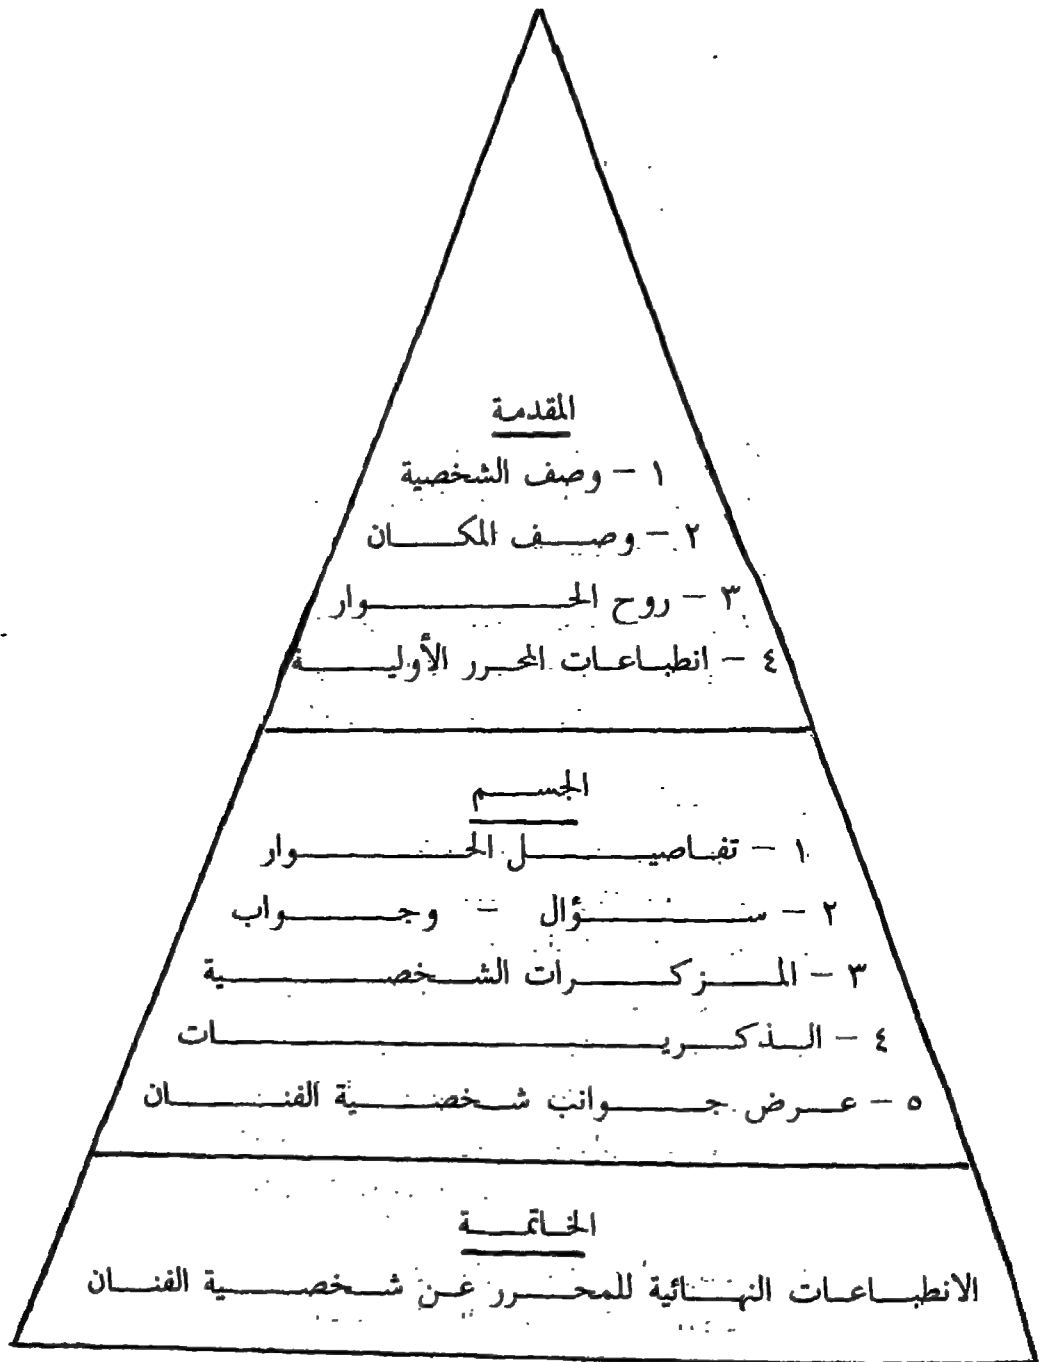 المقدمة
١ - وصف الشخصية
٢ - وصف المكان
٣ - روح الحوار
٤ - انطباعات المحرر الأولية
الجسم
١ - تفاصيل الحوار
٢ - سؤال - وجواب
٣ - المزكرات الشخصية
٤ - الذكريات
٥ - عرض جوانب شخصية الفنان
الخاتمة
الانطباعات النهائية للمحرر عن شخصية الفنان